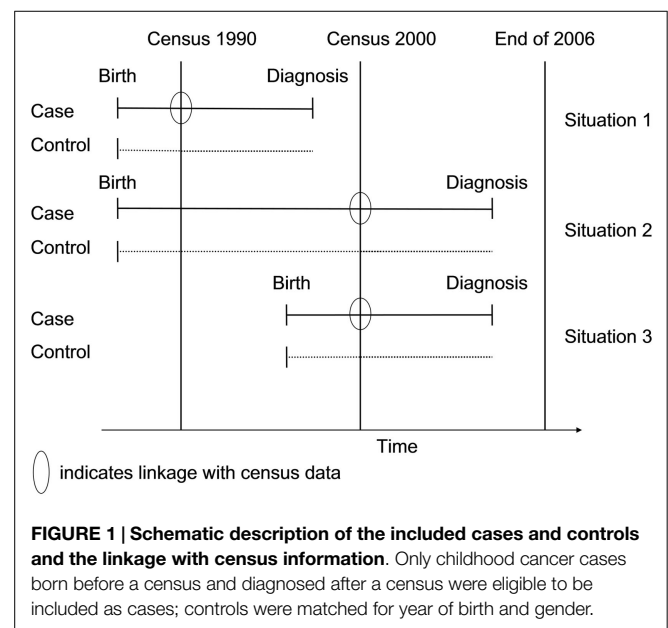 Census 1990 Census 2000 End of 2006
Birth Diagnosis
Case
Situation 1
Control
Birth Diagnosis
Case
Situation 2
Control
Birth Diagnosis
Case
Situation 3
Control
Time
indicates linkage with census data
FIGURE 1 | Schematic description of the included cases and controls
and the linkage with census information. Only childhood cancer cases
born before a census and diagnosed after a census were eligible to be
included as cases; controls were matched for year of birth and gender.